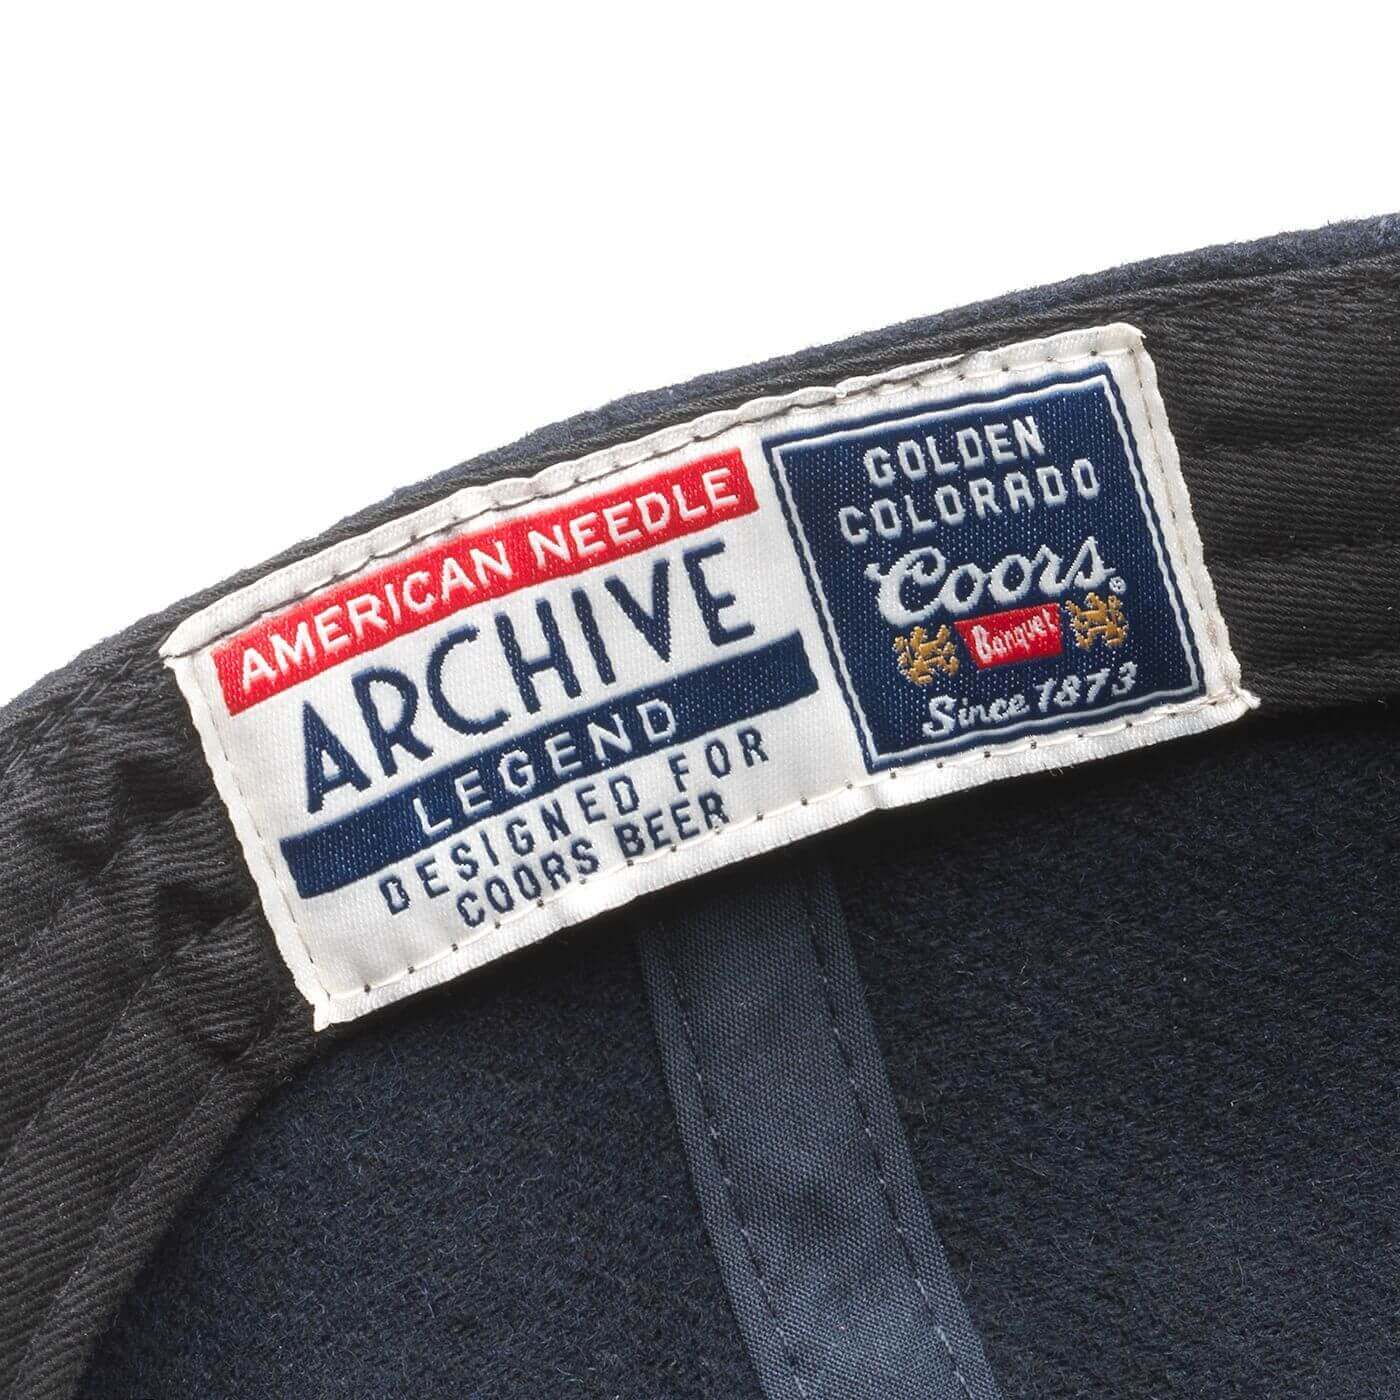 AMERICAN NEEDLE
ARCHIVE
LEGEND
DESIGNED FOR
COORS BEER
GOLDEN
COLORADO
Coors®
Banquet
Since 1873